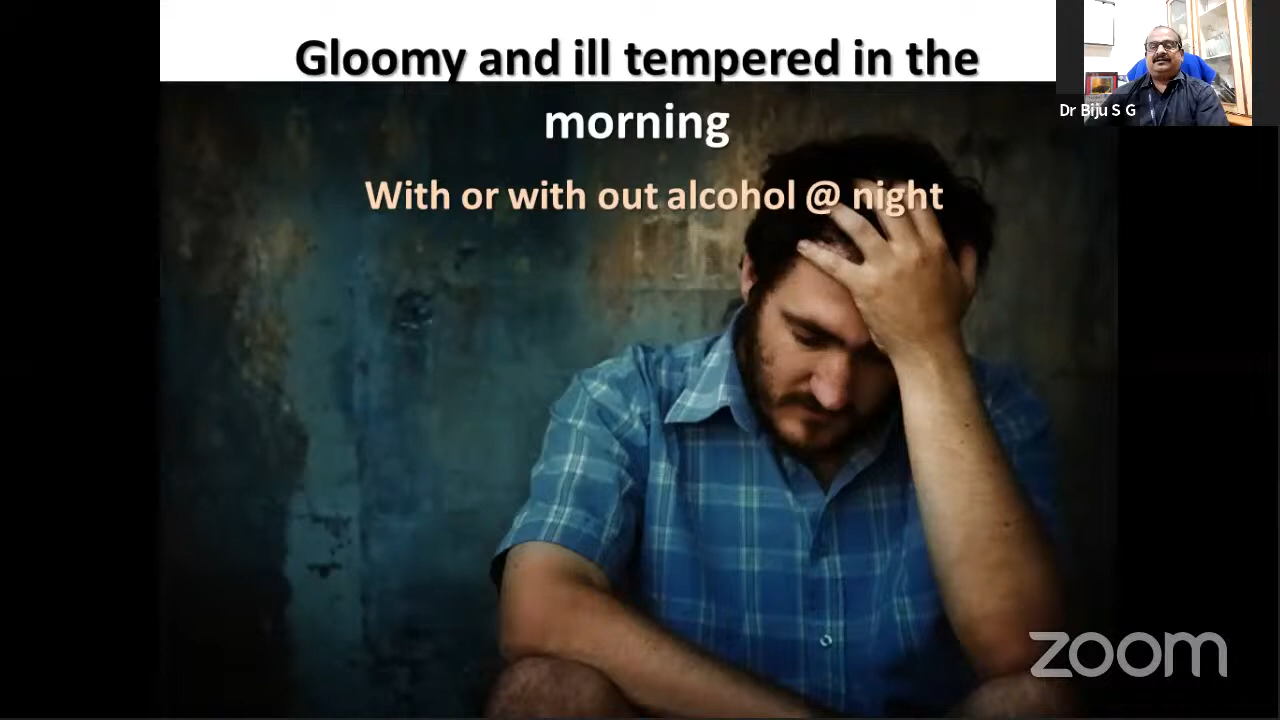 Gloomy and ill tempered in the
morning
With or with out alcohol @ night
Dr Biju S G
zoom